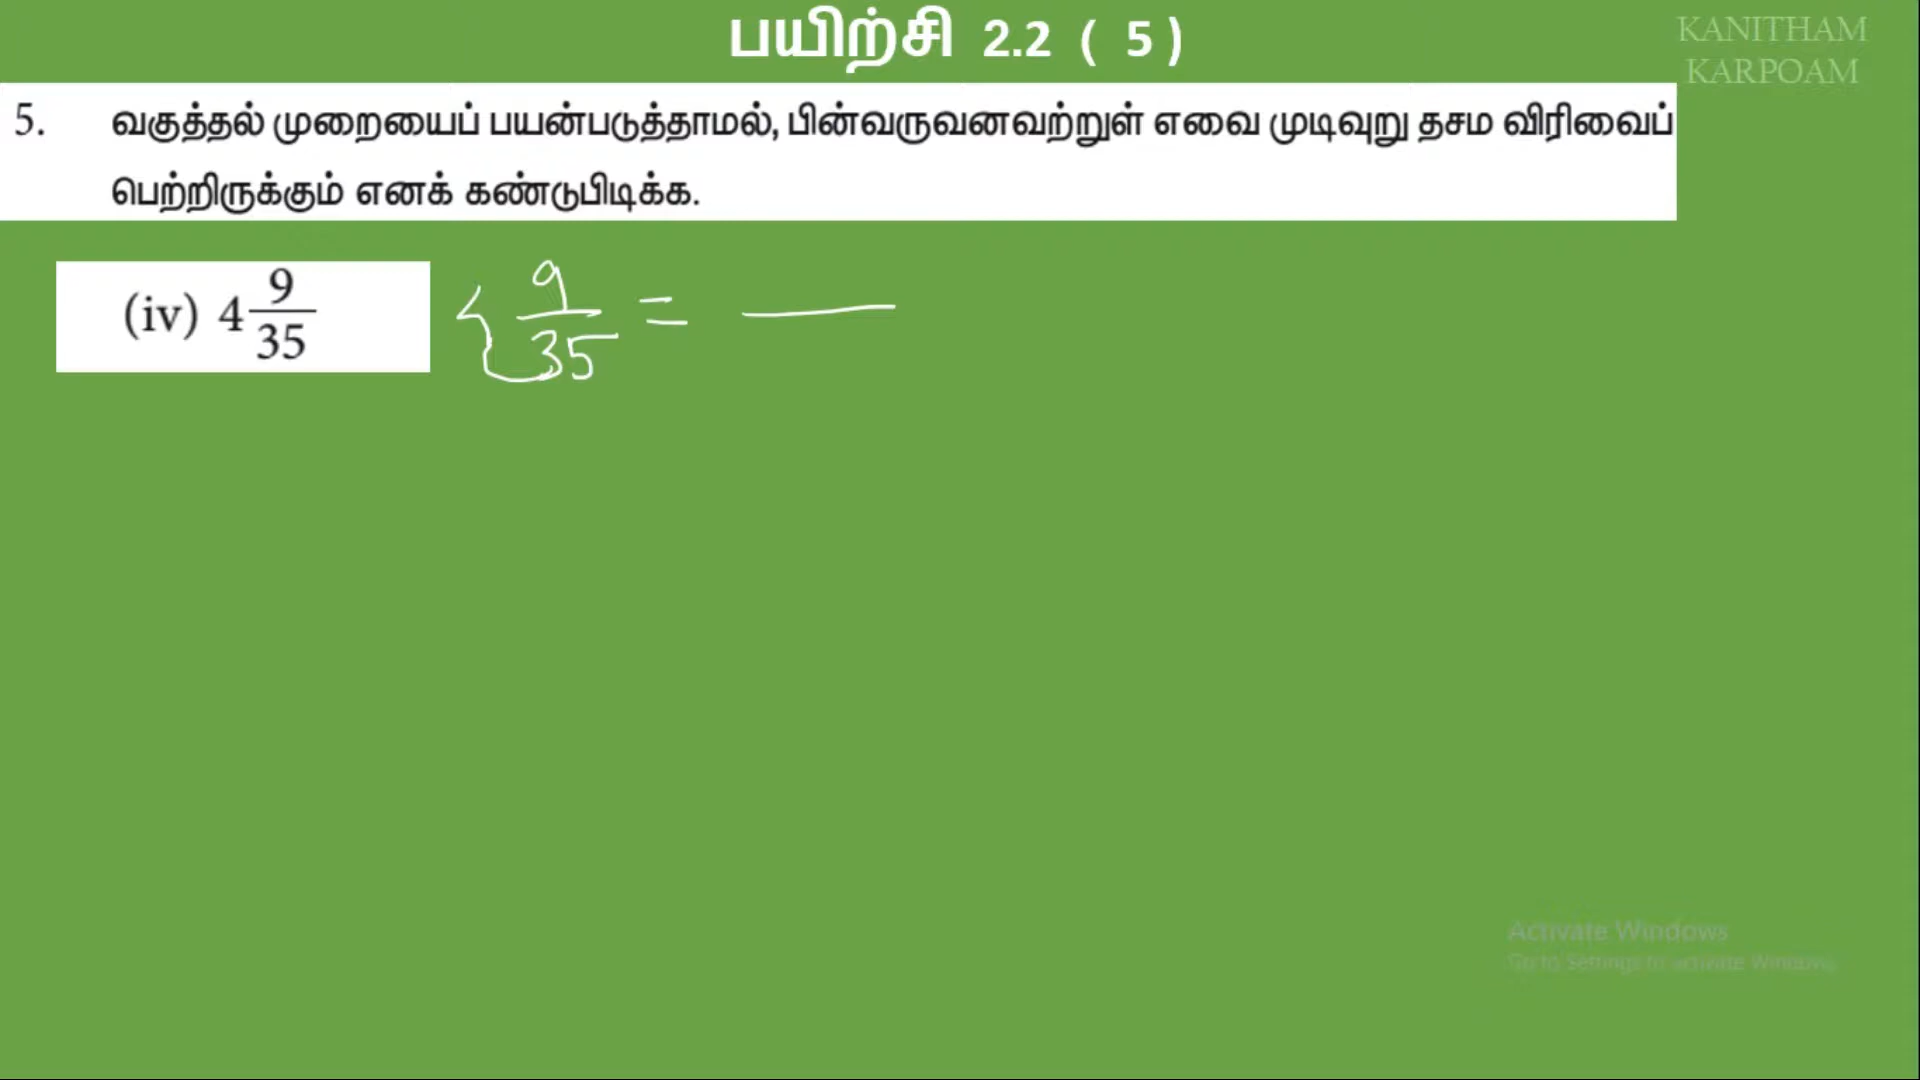 பயிற்சி 2.2 ( 5 )
KANITHAM
KARPOAM
5. வகுத்தல் முறையைப் பயன்படுத்தாமல், பின்வருவனவற்றுள் எவை முடிவுறு தசம விரிவைப்
பெற்றிருக்கும் எனக் கண்டுபிடிக்க.
(iv) 4 9/35
4 9/35 =
Activate Windows
Go to Settings to activate Windows.